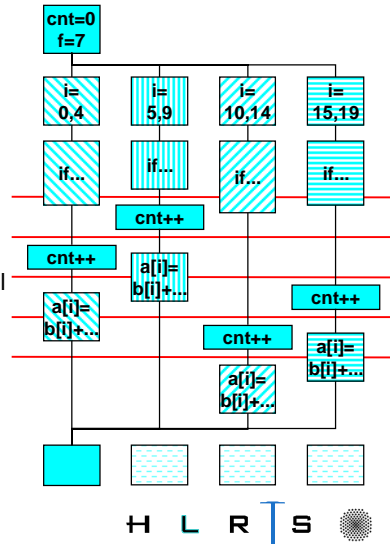 cnt=0
f=7
i=
0,4
i=
5,9
i=
10,14
i=
15,19
if...
if...
if...
if...
cnt++
cnt++
a[i]=
b[i]+...
cnt++
a[i]=
b[i]+...
cnt++
a[i]=
b[i]+...
a[i]=
b[i]+...
l
H L R S